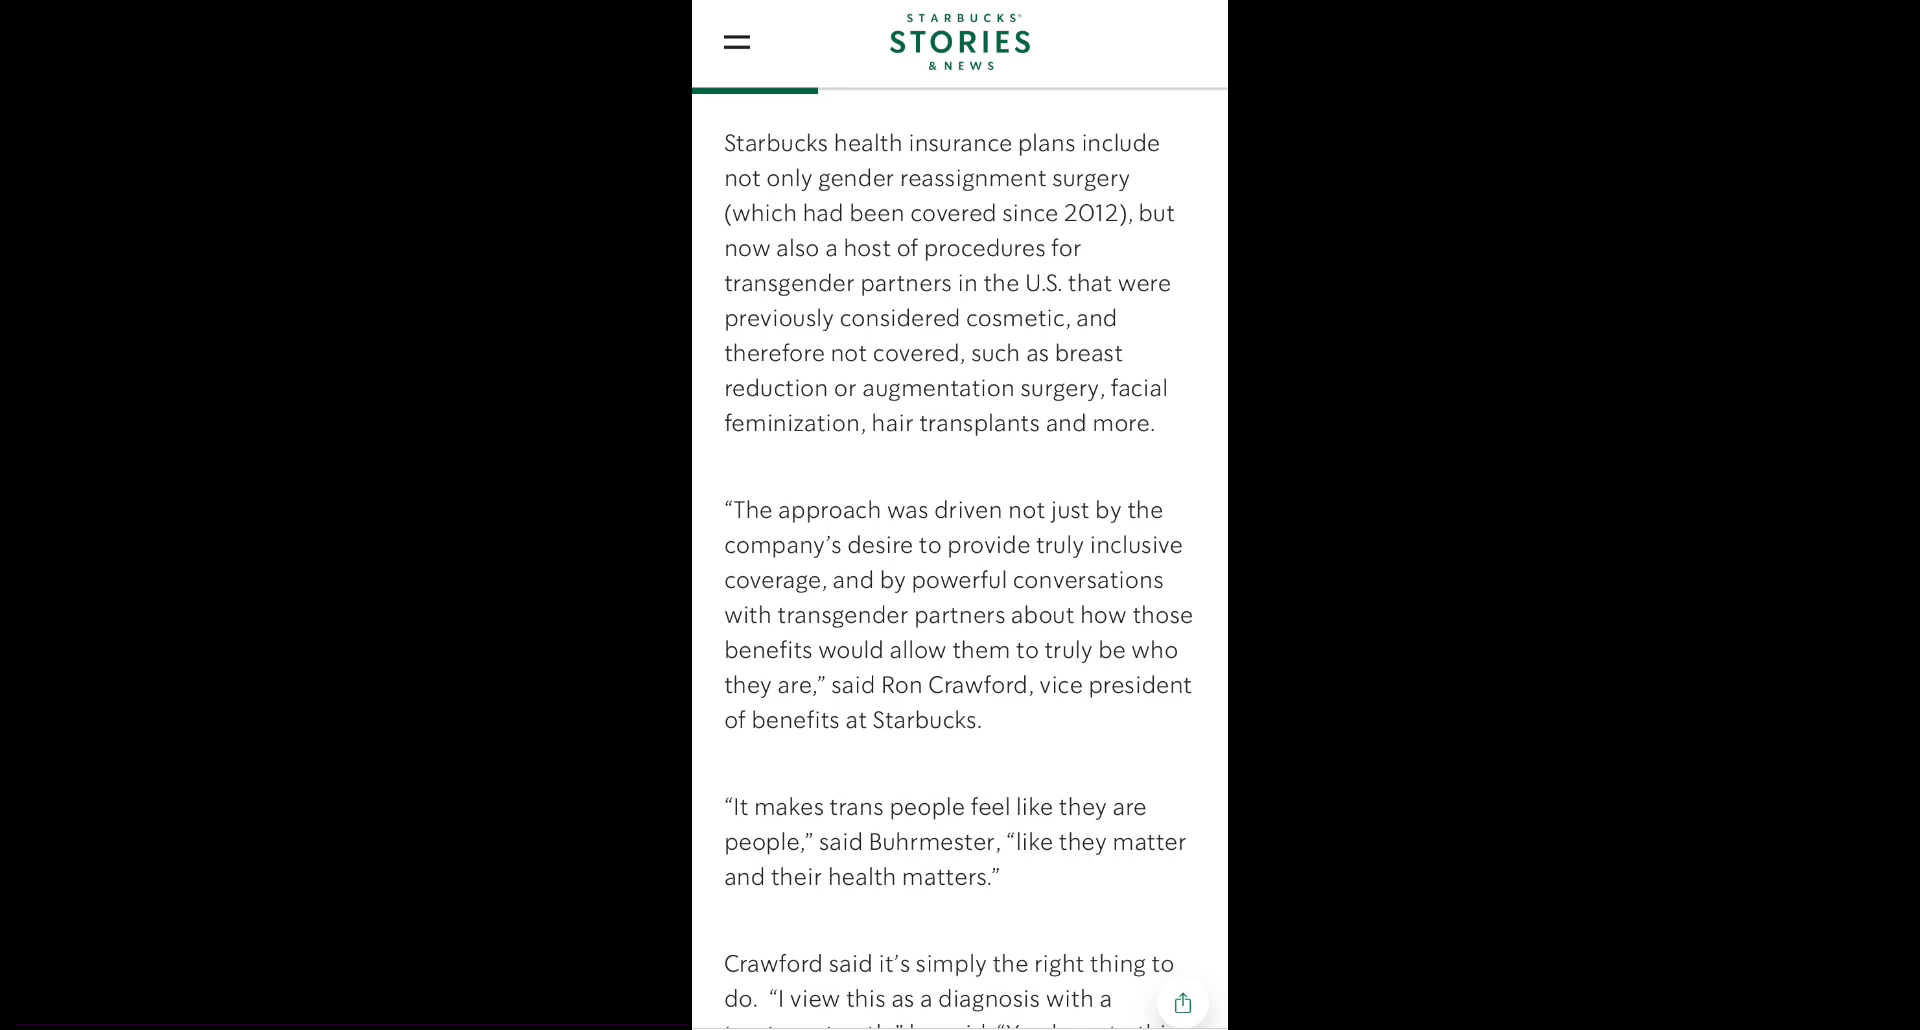 STARBUCKS®
STORIES
& NEWS
Starbucks health insurance plans include
not only gender reassignment surgery
(which had been covered since 2012), but
now also a host of procedures for
transgender partners in the U.S. that were
previously considered cosmetic, and
therefore not covered, such as breast
reduction or augmentation surgery, facial
feminization, hair transplants and more.
“The approach was driven not just by the
company’s desire to provide truly inclusive
coverage, and by powerful conversations
with transgender partners about how those
benefits would allow them to truly be who
they are,” said Ron Crawford, vice president
of benefits at Starbucks.
“It makes trans people feel like they are
people,” said Buhrmester, “like they matter
and their health matters.”
Crawford said it’s simply the right thing to
do.  “I view this as a diagnosis with a